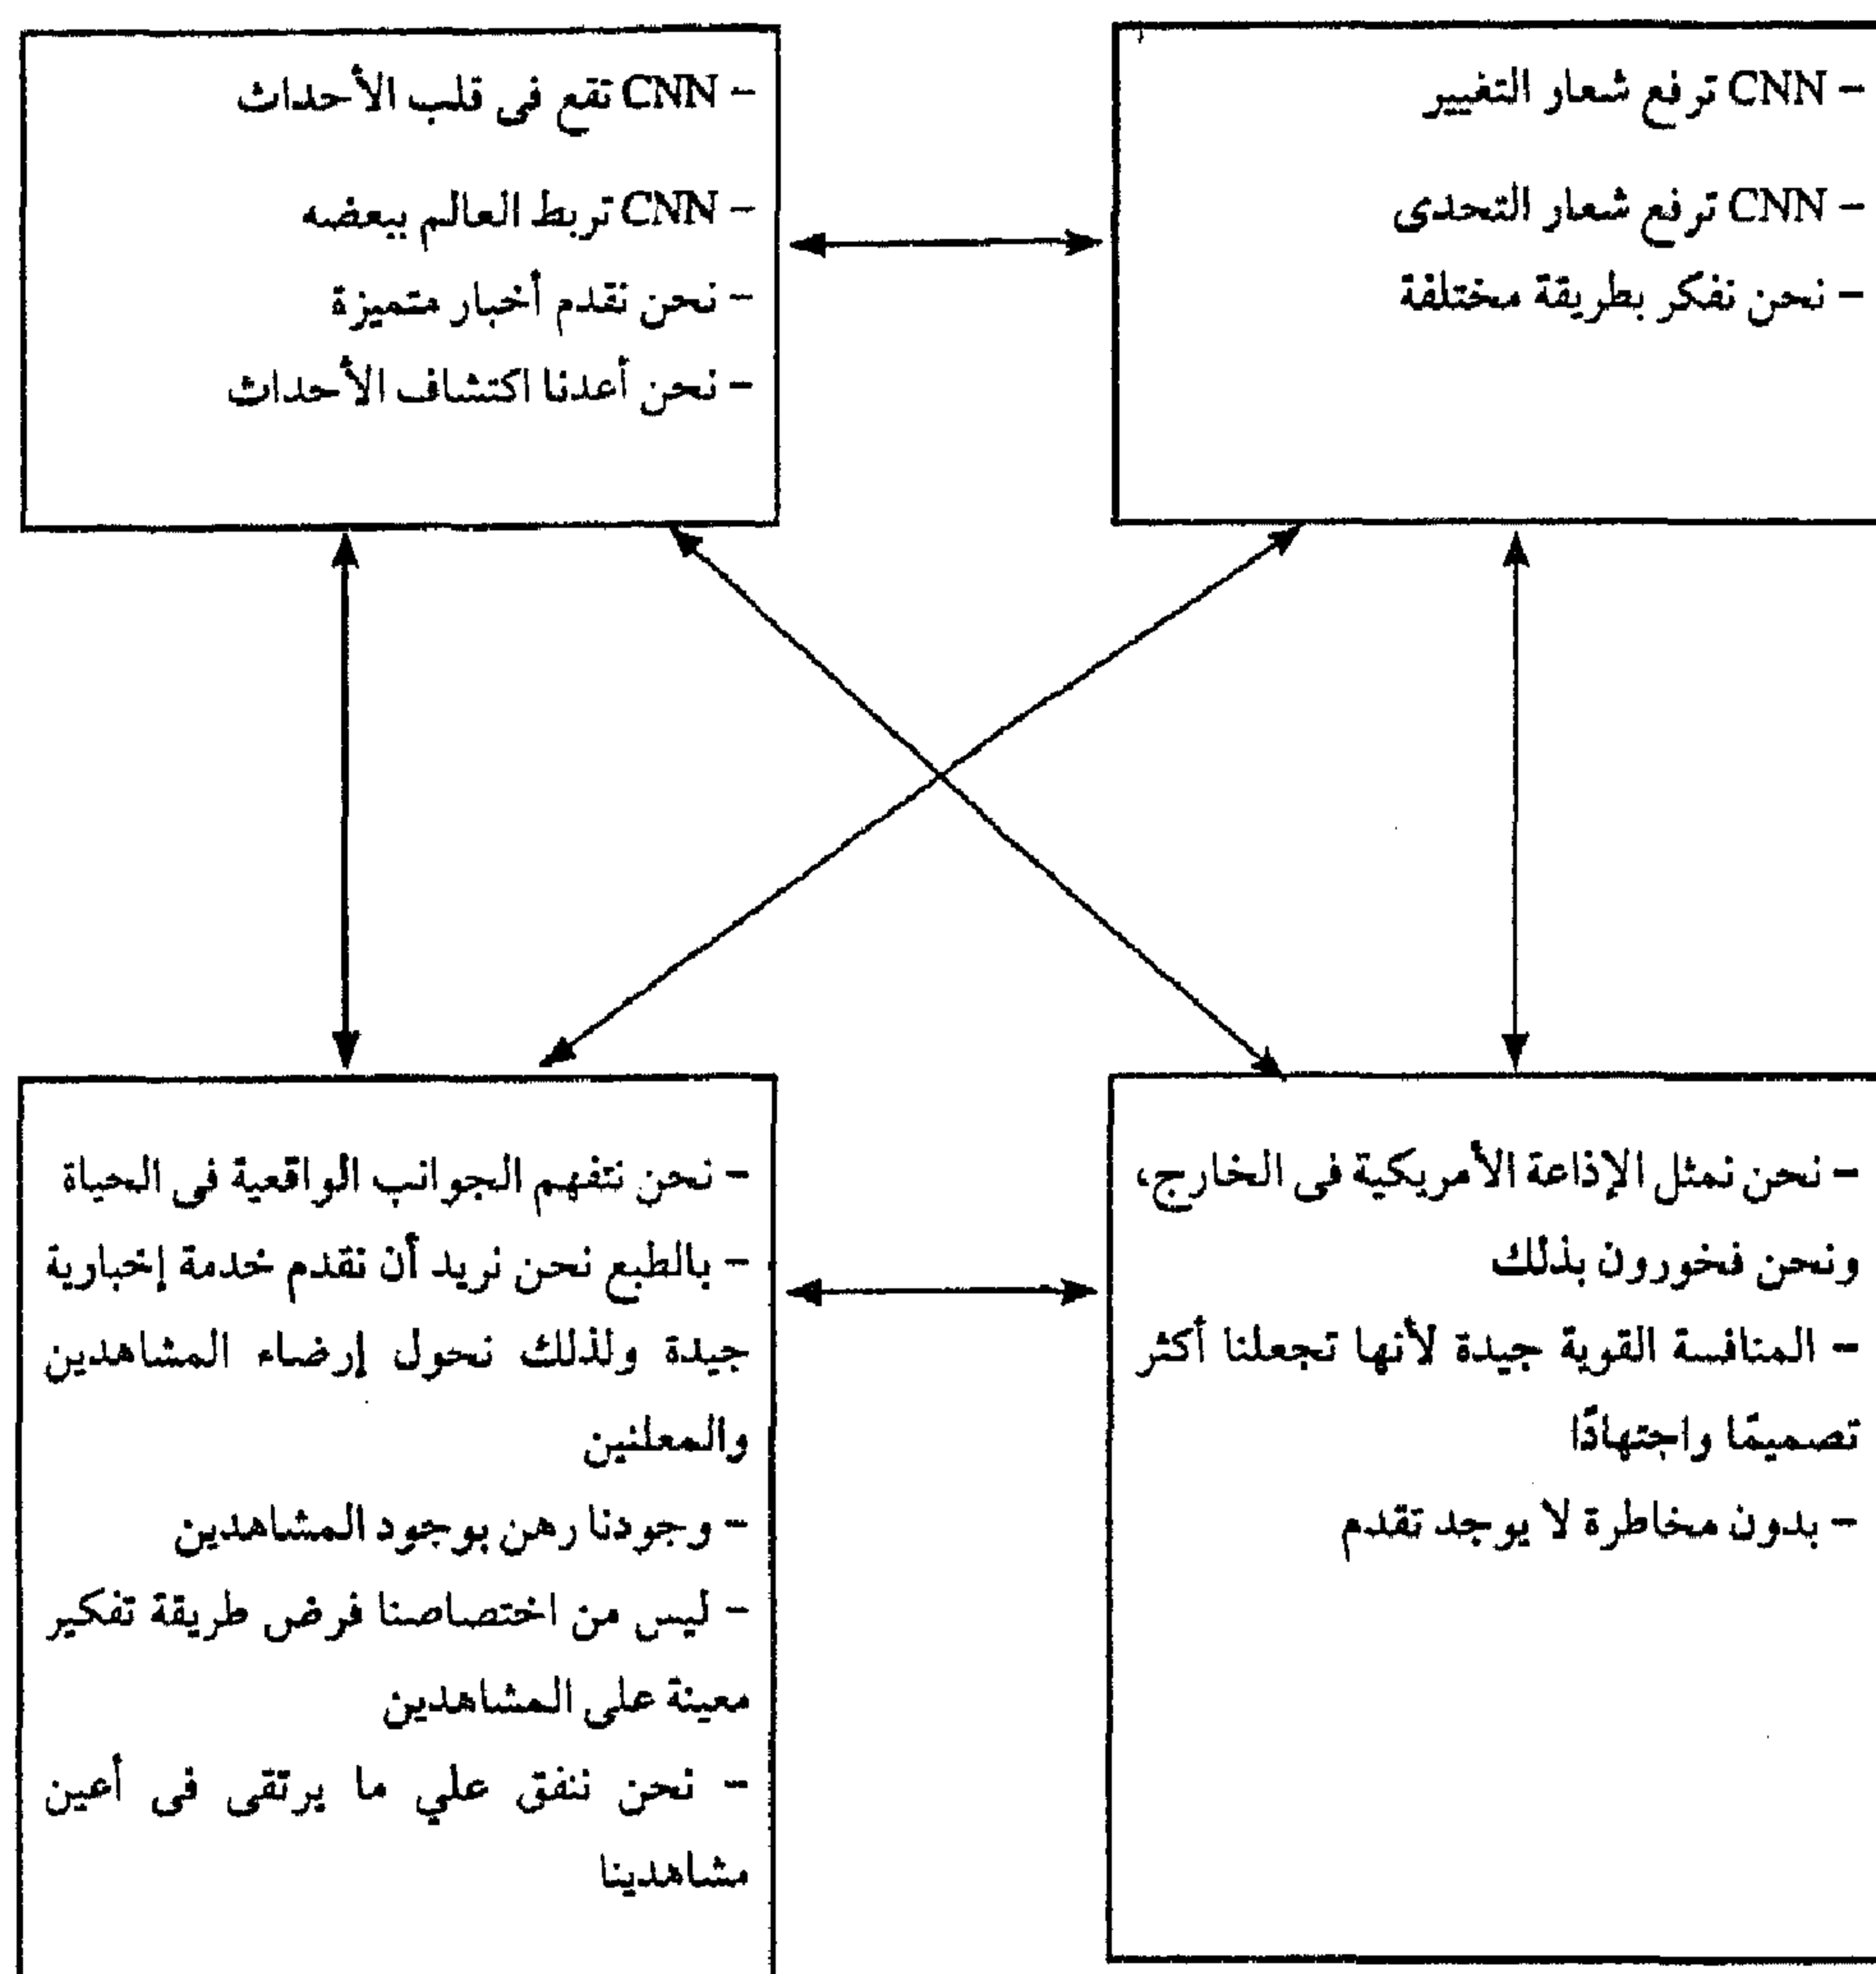 - CNN ترفع شعار التغيير
- CNN ترفع شعار التحدى
- نحن نفكر بطريقة مختلفة
- CNN تقع فى قلب الأحداث
- CNN تربط العالم ببعضه
- نحن نقدم أخبار متميزة
- نحن أعدنا اكتشاف الأحداث
- نحن نمثل الإذاعة الأمريكية فى الخارج،
ونحن فخورون بذلك
- المنافسة القوية جيدة لأنها تجعلنا أكثر
تصميمًا واجتهادًا
- بدون مخاطرة لا يوجد تقدم
- نحن نتفهم الجوانب الواقعية فى الحياة
- بالطبع نحن نريد أن نقدم خدمة إخبارية
جيدة ولذلك نحول إرضاء المشاهدين
والمعلنين
- وجودنا رهن بوجود المشاهدين
- ليس من اختصاصنا فرض طريقة تفكير
معينة على المشاهدين
- نحن ننفق علي ما يرتقى فى أعين
مشاهدينا